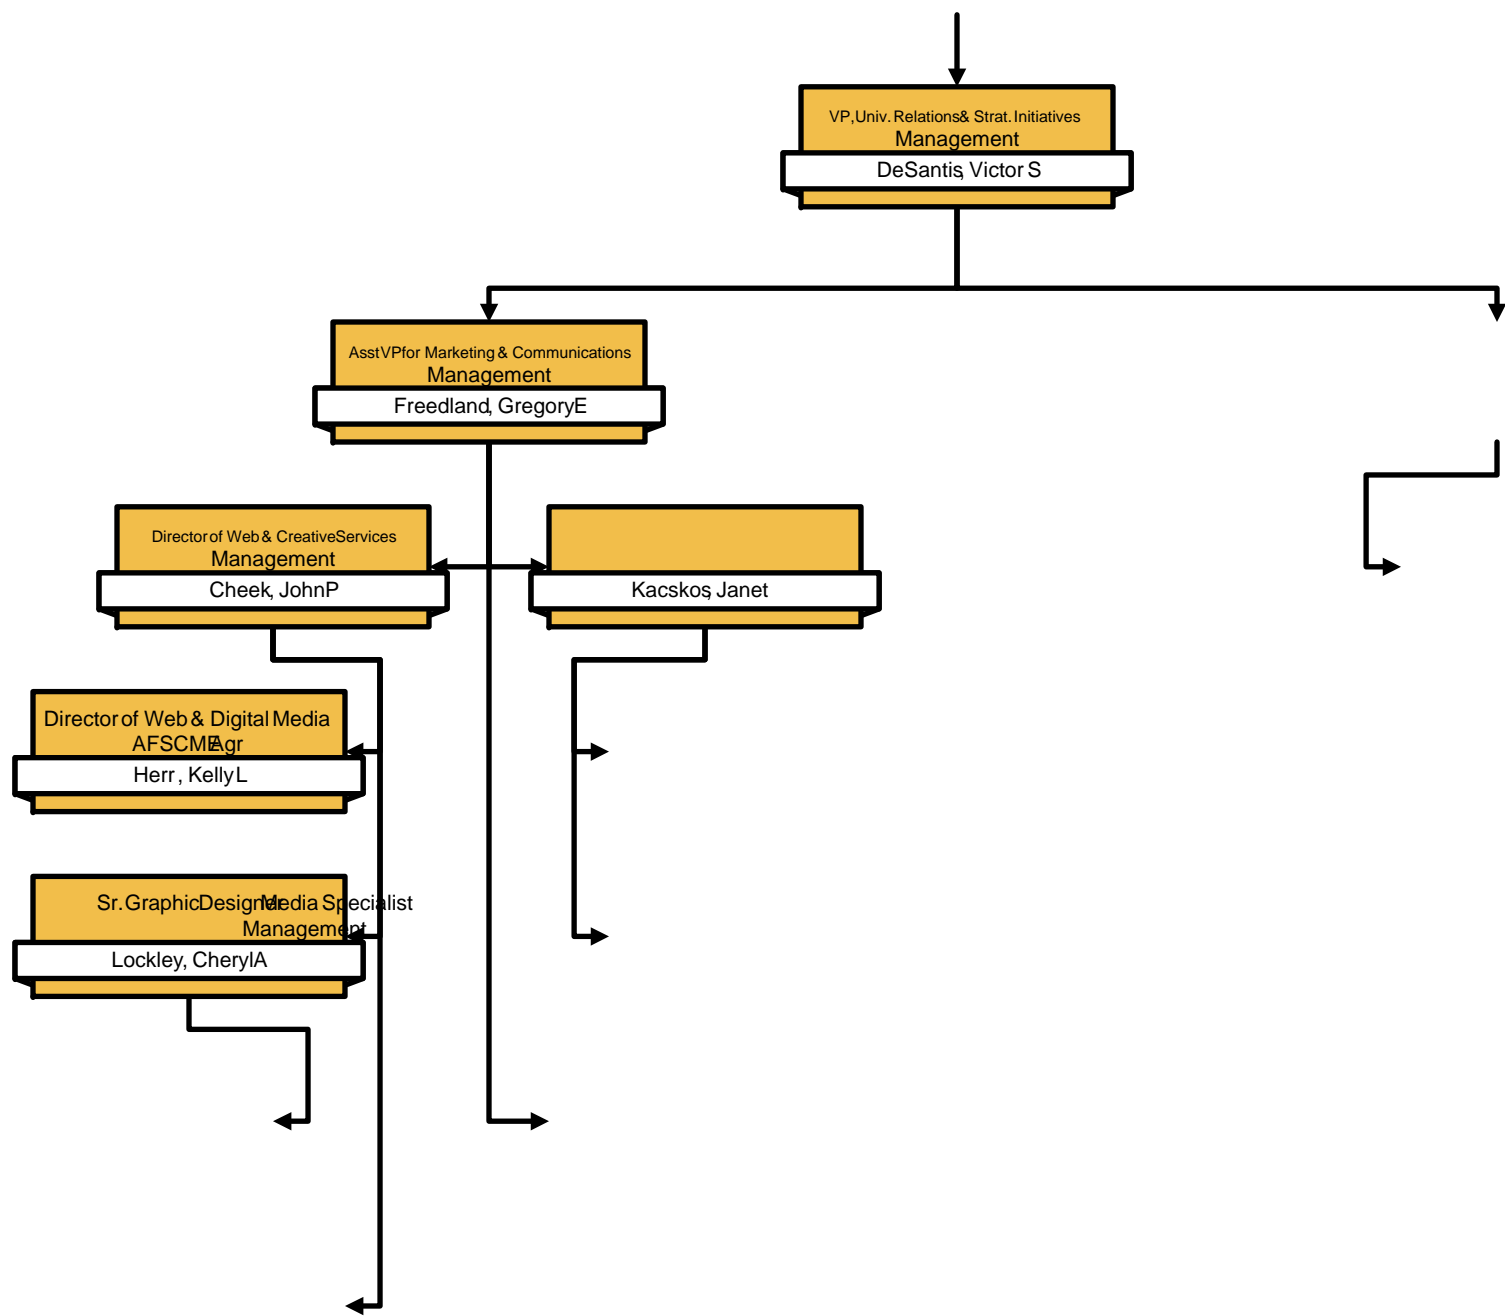 VP, Univ. Relations & Strat. Initiatives
Management
DeSantis, Victor S
Asst VP for Marketing & Communications
Management
Freedland, Gregory E
Director of Web & Creative Services
Management
Cheek, John P
Kacskos, Janet
Director of Web & Digital Media
AFSCME Agr
Herr, Kelly L
Sr. Graphic Designer Media Specialist
Management
Lockley, Cheryl A